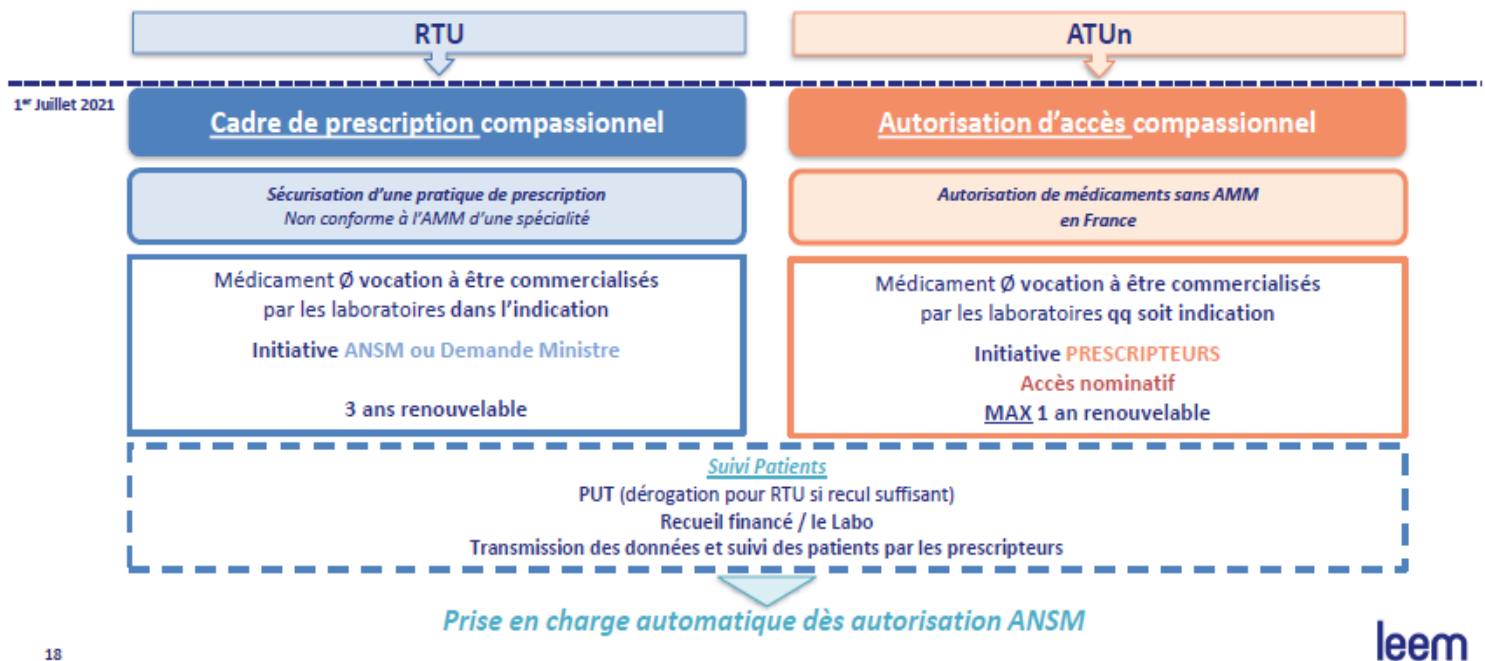 RTU
ATUn
1er Juillet 2021
Cadre de prescription compassionnel
Autorisation d'accès compassionnel
Sécurisation d'une pratique de prescription
Non conforme à l'AMM d'une spécialité
Autorisation de médicaments sans AMM
en France
Médicament Ø vocation à être commercialisés
par les laboratoires dans l'indication
Initiative ANSM ou Demande Ministre
3 ans renouvelable
Médicament Ø vocation à être commercialisés
par les laboratoires qq soit indication
Initiative PRESCRIPTEURS
Accès nominatif
MAX 1 an renouvelable
Suivi Patients
PUT (dérogation pour RTU si recul suffisant)
Recueil financé / le Labo
Transmission des données et suivi des patients par les prescripteurs
Prise en charge automatique dès autorisation ANSM
18
leem